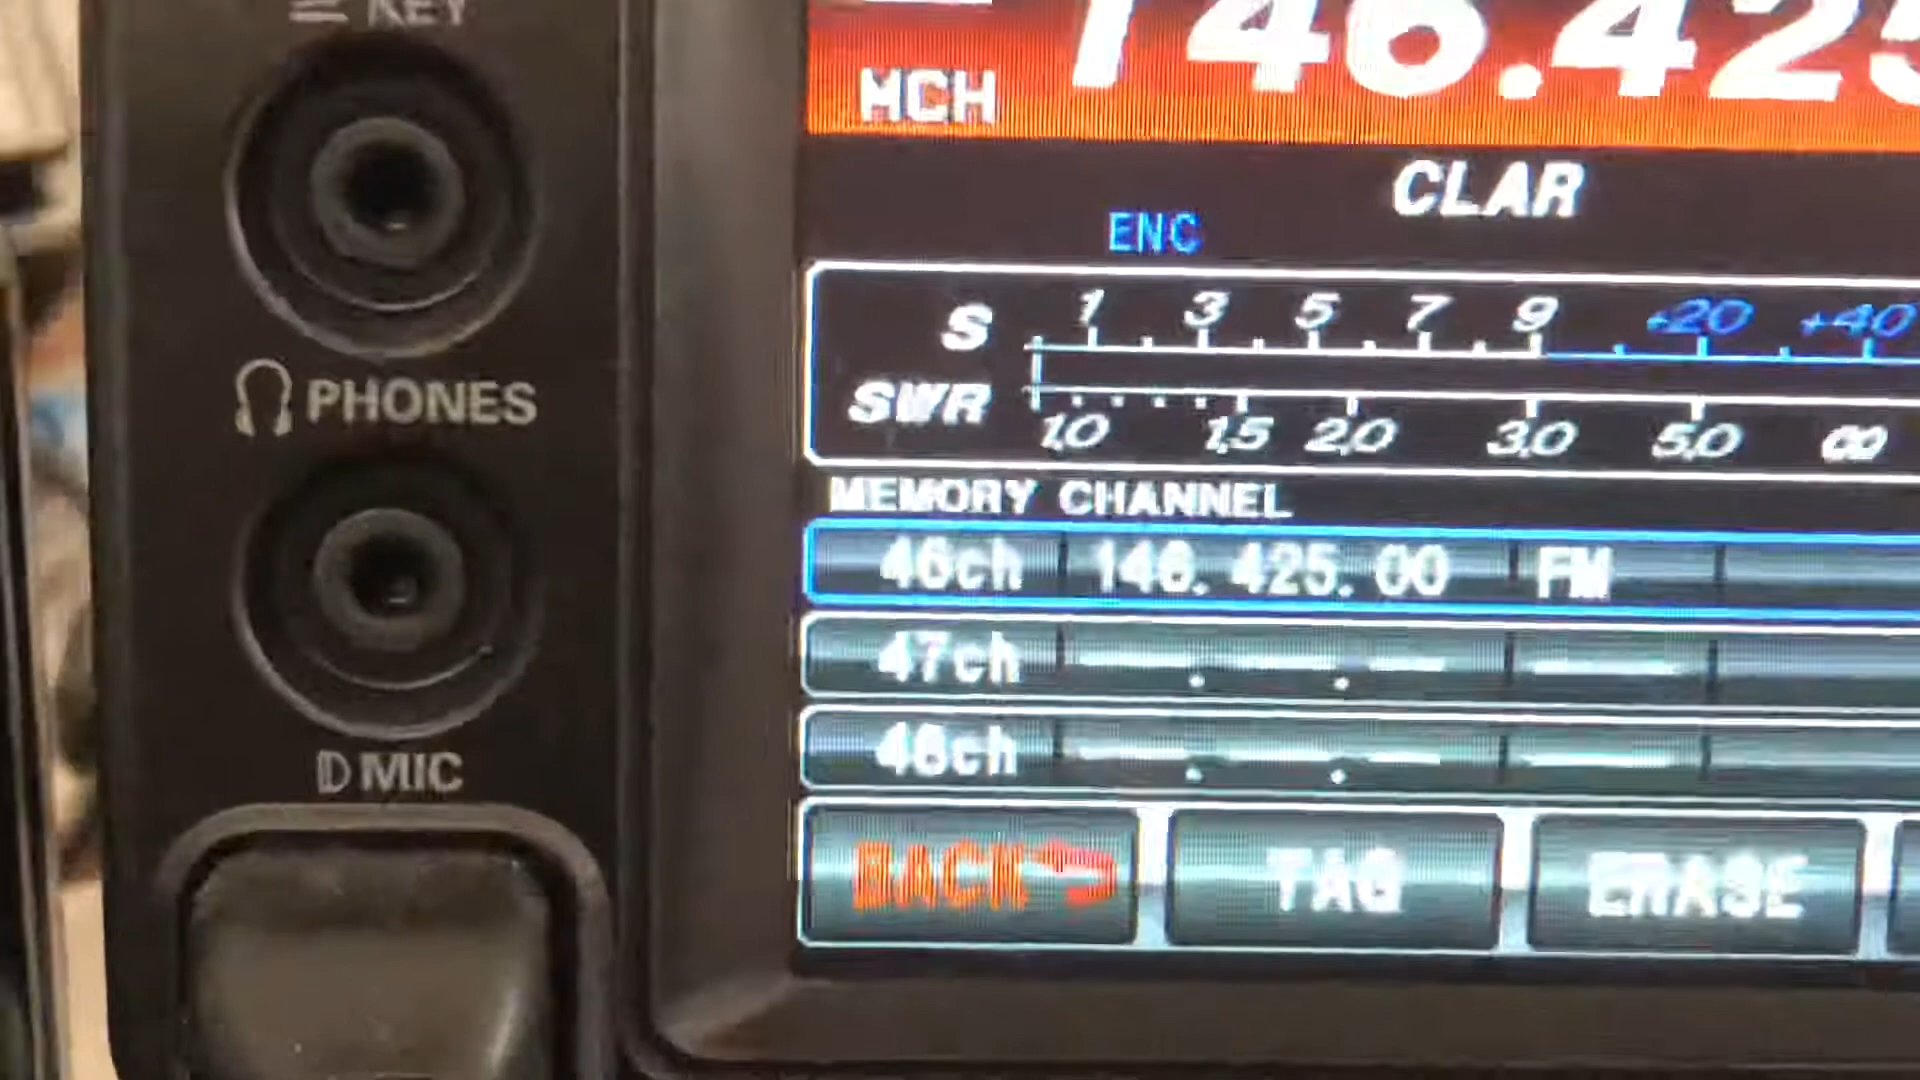 KEY
PHONES
MIC
146.425
MCH
CLAR
ENC
S 1 3 5 7 9 +20 +40
SWR 1.0 1.5 2.0 3.0 5.0 ∞
MEMORY CHANNEL
46ch 146.425.00 FM
47ch
48ch
BACK TAG ERASE